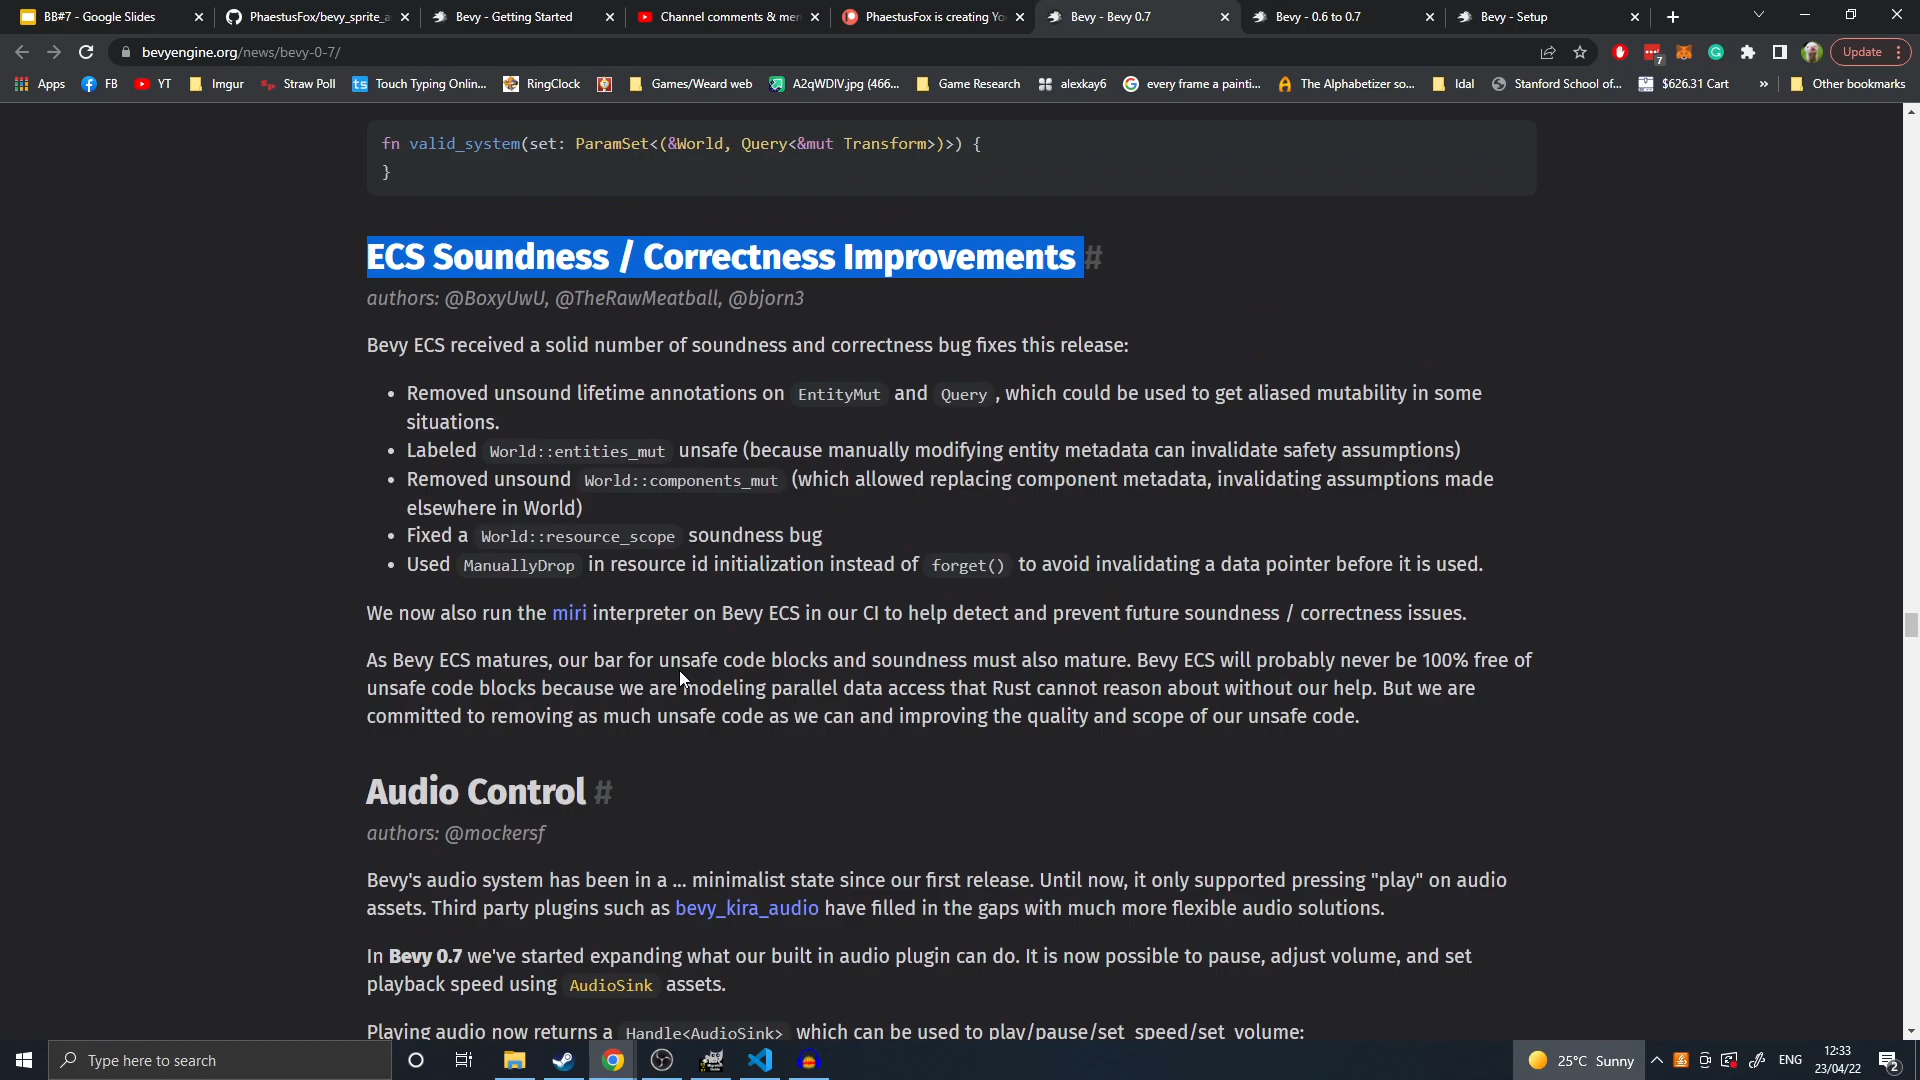 BB#7 - Google Slides
PhaestusFox/bevy_sprite_a
Bevy - Getting Started
Channel comments & mer
PhaestusFox is creating Yo
Bevy - Bevy 0.7
Bevy - 0.6 to 0.7
Bevy - Setup
bevyengine.org/news/bevy-0-7/
7
Update
Apps
FB
YT
Imgur
Straw Poll
ts
Touch Typing Onlin...
RingClock
Games/Weard web
A2qWDIV.jpg (466...
Game Research
alexkay6
every frame a painti...
The Alphabetizer so...
Idal
Stanford School of...
$626.31 Cart
»
Other bookmarks
fn valid_system(set: ParamSet<(&World, Query<&mut Transform>)>) {
}
ECS Soundness / Correctness Improvements #
authors: @BoxyUwU, @TheRawMeatball, @bjorn3
Bevy ECS received a solid number of soundness and correctness bug fixes this release:
• Removed unsound lifetime annotations on EntityMut and Query , which could be used to get aliased mutability in some
situations.
• Labeled World::entities_mut unsafe (because manually modifying entity metadata can invalidate safety assumptions)
• Removed unsound World::components_mut (which allowed replacing component metadata, invalidating assumptions made
elsewhere in World)
• Fixed a World::resource_scope soundness bug
• Used ManuallyDrop in resource id initialization instead of forget() to avoid invalidating a data pointer before it is used.
We now also run the miri interpreter on Bevy ECS in our CI to help detect and prevent future soundness / correctness issues.
As Bevy ECS matures, our bar for unsafe code blocks and soundness must also mature. Bevy ECS will probably never be 100% free of
unsafe code blocks because we are modeling parallel data access that Rust cannot reason about without our help. But we are
committed to removing as much unsafe code as we can and improving the quality and scope of our unsafe code.
Audio Control #
authors: @mockersf
Bevy's audio system has been in a ... minimalist state since our first release. Until now, it only supported pressing "play" on audio
assets. Third party plugins such as bevy_kira_audio have filled in the gaps with much more flexible audio solutions.
In Bevy 0.7 we've started expanding what our built in audio plugin can do. It is now possible to pause, adjust volume, and set
playback speed using AudioSink assets.
Playing audio now returns a Handle<AudioSink> which can be used to play/pause/set_speed/set_volume:
Type here to search
25°C Sunny
ENG
12:33
23/04/22
2